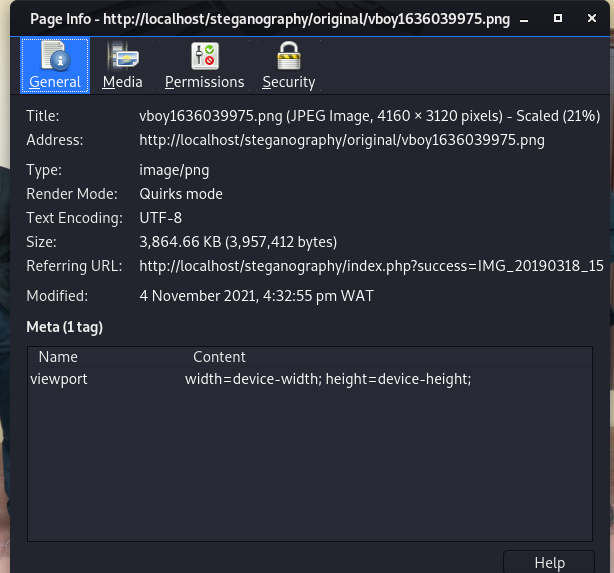 Page Info - http://localhost/steganography/original/vboy1636039975.png
General Media Permissions Security
Title: vboy1636039975.png (JPEG Image, 4160 × 3120 pixels) - Scaled (21%)
Address: http://localhost/steganography/original/vboy1636039975.png
Type: image/png
Render Mode: Quirks mode
Text Encoding: UTF-8
Size: 3,864.66 KB (3,957,412 bytes)
Referring URL: http://localhost/steganography/index.php?success=IMG_20190318_15
Modified: 4 November 2021, 4:32:55 pm WAT
Meta (1 tag)
Name Content
viewport width=device-width; height=device-height;
Help